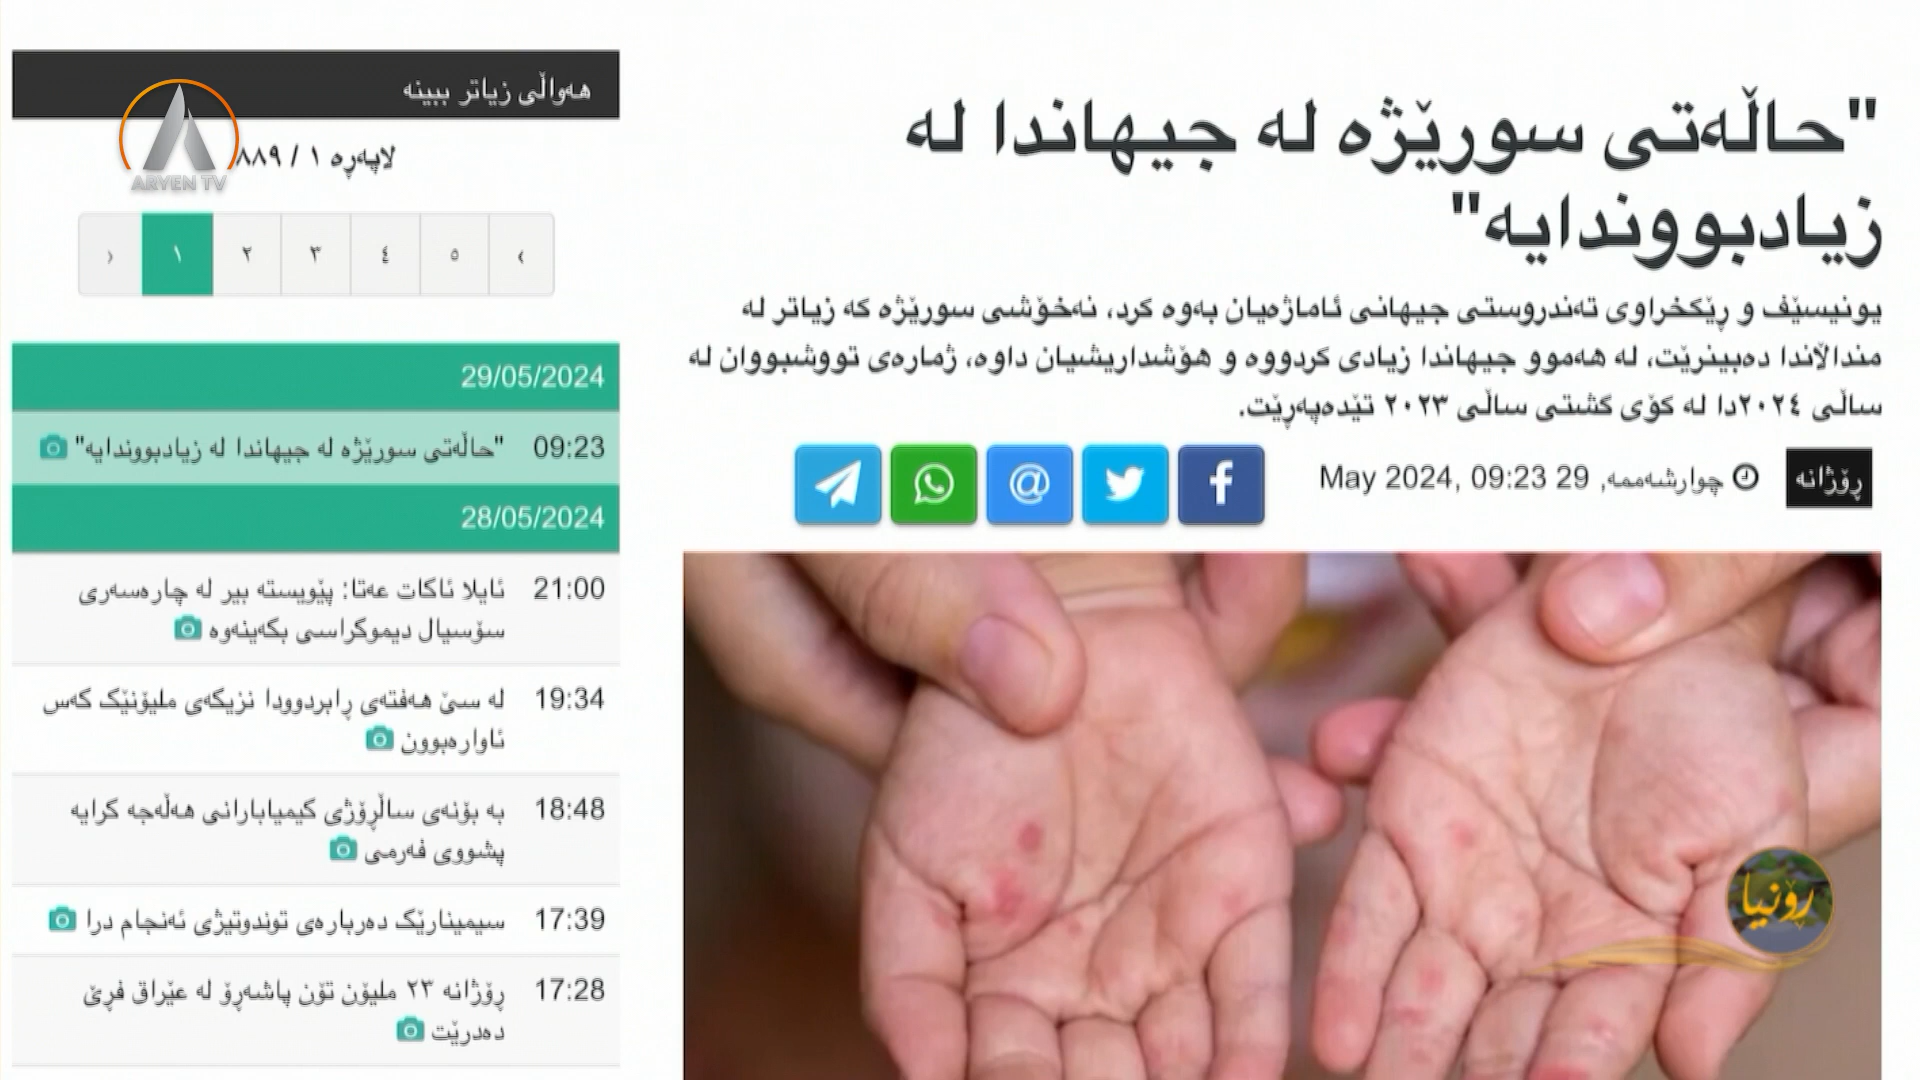 "حاڵەتی سورێژە لە جیهاندا لە
زیادبووندایە"
یونیسێف و ڕێکخراوی تەندروستی جیهانی ئاماژەیان بەوە کرد، نەخۆشی سورێژە کە زیاتر لە
منداڵاندا دەبینرێت، لە هەموو جیهاندا زیادی کردووە و هۆشداریشیان داوە، ژمارەی تووشبووان لە
ساڵی ٢٠٢٤دا لە کۆی گشتی ساڵی ٢٠٢٣ تێدەپەڕێت.
ڕۆژانە
چوارشەممە, 29 May 2024, 09:23
هەواڵی زیاتر ببینە
ARYEN TV
لاپەڕە ١ / ٨٨٩
‹ ١ ٢ ٣ ٤ ٥ ›
29/05/2024
09:23 "حاڵەتی سورێژە لە جیهاندا لە زیادبووندایە"
28/05/2024
21:00 ئایلا ئاکات عەتا: پێویستە بیر لە چارەسەری
سۆسیال دیموکراسی بکەینەوە
19:34 لە سێ هەفتەی ڕابردوودا نزیکەی ملیۆنێک کەس
ئاوارەبوون
18:48 بە بۆنەی ساڵڕۆژی کیمیابارانی هەڵەجە کرایە
پشووی فەرمی
17:39 سیمینارێک دەربارەی توندوتیژی ئەنجام درا
17:28 ڕۆژانە ٢٣ ملیۆن تۆن پاشەڕۆ لە عێراق فڕێ
دەدرێت
ڕۆنیا